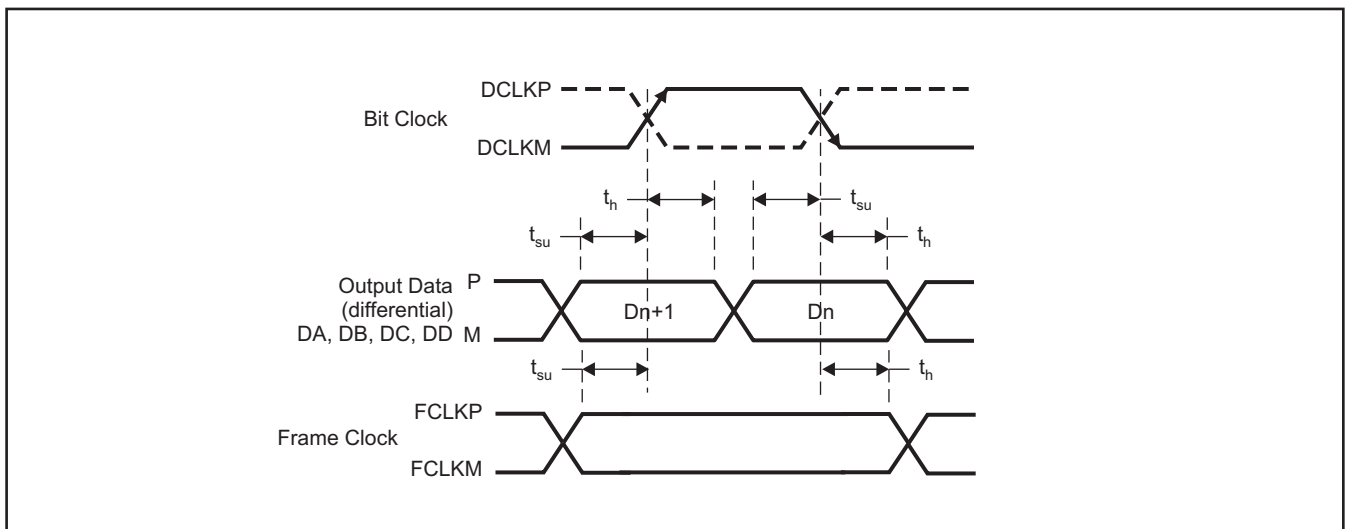 DCLKP
Bit Clock
DCLKM
t_h
t_su
t_su
t_h
Output Data P
(differential)
DA, DB, DC, DD M
Dn+1
Dn
t_su
t_h
FCLKP
Frame Clock
FCLKM